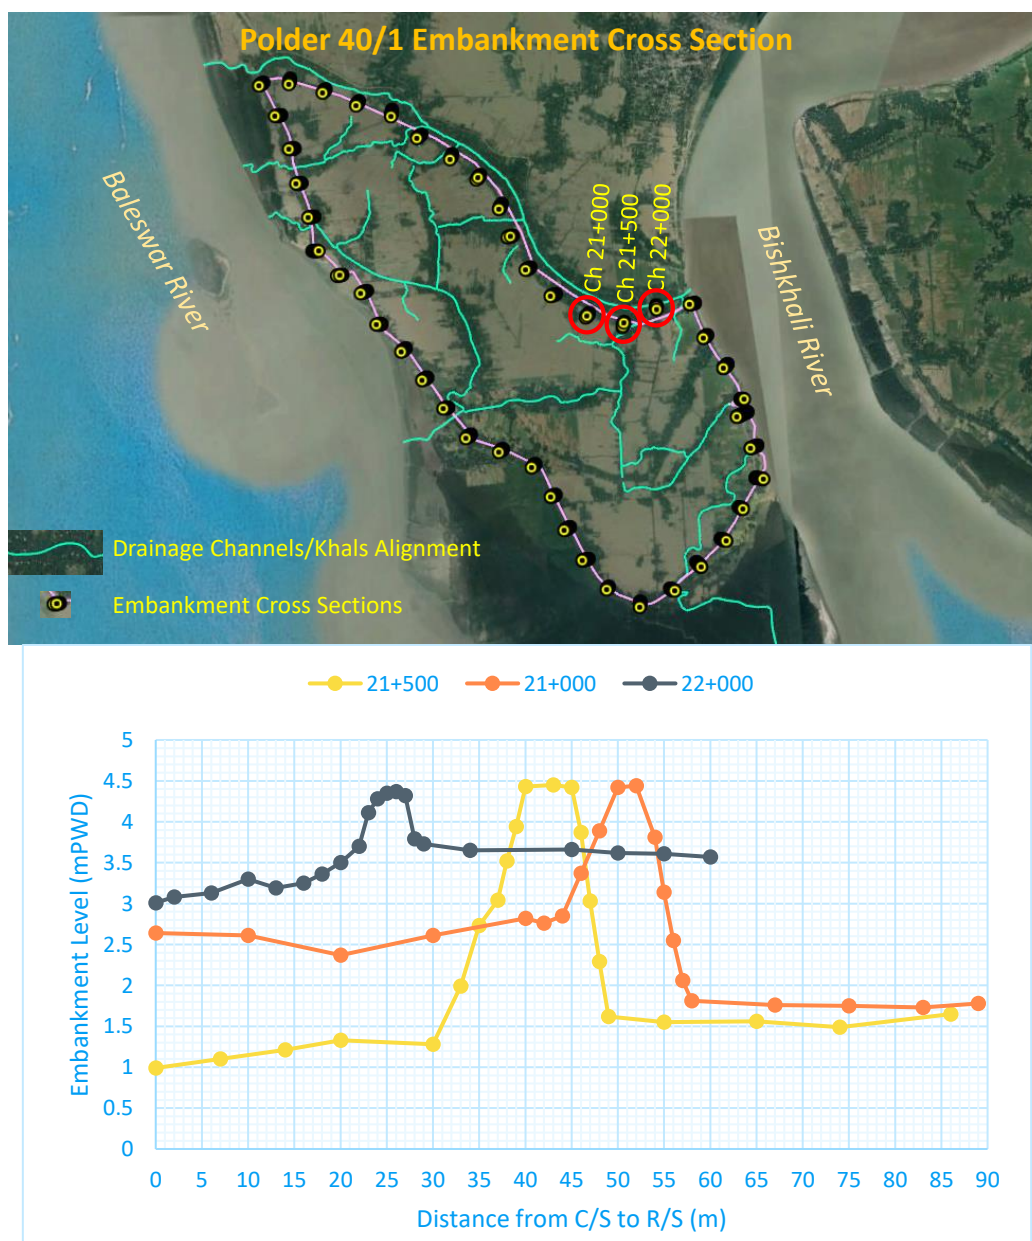 Polder 40/1 Embankment Cross Section
Baleswar River
Ch 21+000
Ch 21+500
Ch 22+000
Bishkhali River
Drainage Channels/Khals Alignment
Embankment Cross Sections
21+500 21+000 22+000
Embankment Level (mPWD)
5
4.5
4
3.5
3
2.5
2
1.5
1
0.5
0
0 5 10 15 20 25 30 35 40 45 50 55 60 65 70 75 80 85 90
Distance from C/S to R/S (m)